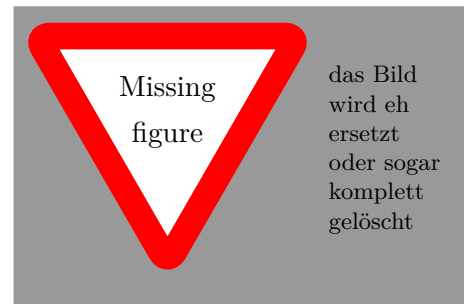 Missing
figure
das Bild
wird eh
ersetzt
oder sogar
komplett
gelöscht